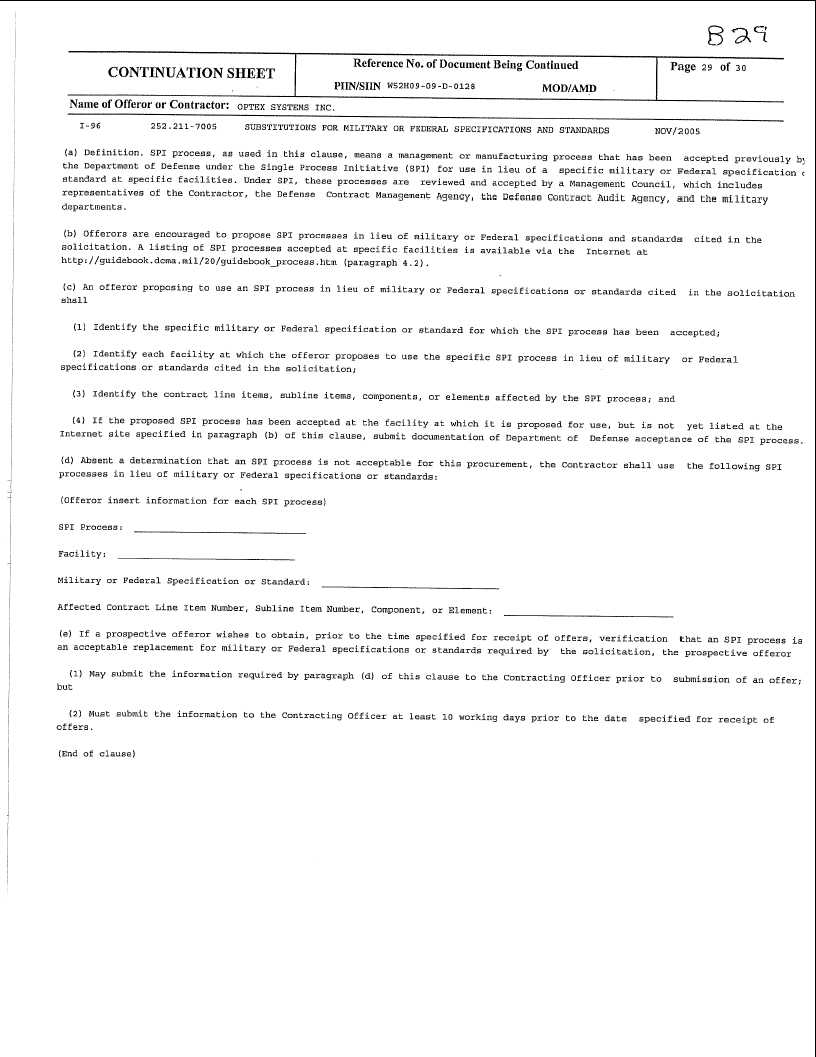 B29
CONTINUATION SHEET
Reference No. of Document Being Continued
Page 29 of 30
PIIN/SIIN W52H09-09-D-0128 MOD/AMD
Name of Offeror or Contractor: OPTEX SYSTEMS INC.
I-96 252.211-7005 SUBSTITUTIONS FOR MILITARY OR FEDERAL SPECIFICATIONS AND STANDARDS NOV/2005
(a) Definition. SPI process, as used in this clause, means a management or manufacturing process that has been accepted previously by
the Department of Defense under the Single Process Initiative (SPI) for use in lieu of a specific military or Federal specification
standard at specific facilities. Under SPI, these processes are reviewed and accepted by a Management Council, which includes
representatives of the Contractor, the Defense Contract Management Agency, the Defense Contract Audit Agency, and the military
departments.
(b) Offerors are encouraged to propose SPI processes in lieu of military or Federal specifications and standards cited in the
solicitation. A listing of SPI processes accepted at specific facilities is available via the Internet at
http://guidebook.dcma.mil/20/guidebook_process.htm (paragraph 4.2).
(c) An offeror proposing to use an SPI process in lieu of military or Federal specifications or standards cited in the solicitation
shall
(1) Identify the specific military or Federal specification or standard for which the SPI process has been accepted;
(2) Identify each facility at which the offeror proposes to use the specific SPI process in lieu of military or Federal
specifications or standards cited in the solicitation;
(3) Identify the contract line items, subline items, components, or elements affected by the SPI process; and
(4) If the proposed SPI process has been accepted at the facility at which it is proposed for use, but is not yet listed at the
Internet site specified in paragraph (b) of this clause, submit documentation of Department of Defense acceptance of the SPI process.
(d) Absent a determination that an SPI process is not acceptable for this procurement, the Contractor shall use the following SPI
processes in lieu of military or Federal specifications or standards:
(Offeror insert information for each SPI process)
SPI Process: ____________________
Facility: ____________________
Military or Federal Specification or Standard: ____________________
Affected Contract Line Item Number, Subline Item Number, Component, or Element: ____________________
(e) If a prospective offeror wishes to obtain, prior to the time specified for receipt of offers, verification that an SPI process is
an acceptable replacement for military or Federal specifications or standards required by the solicitation, the prospective offeror
(1) May submit the information required by paragraph (d) of this clause to the Contracting Officer prior to submission of an offer;
but
(2) Must submit the information to the Contracting Officer at least 10 working days prior to the date specified for receipt of
offers.
(End of clause)